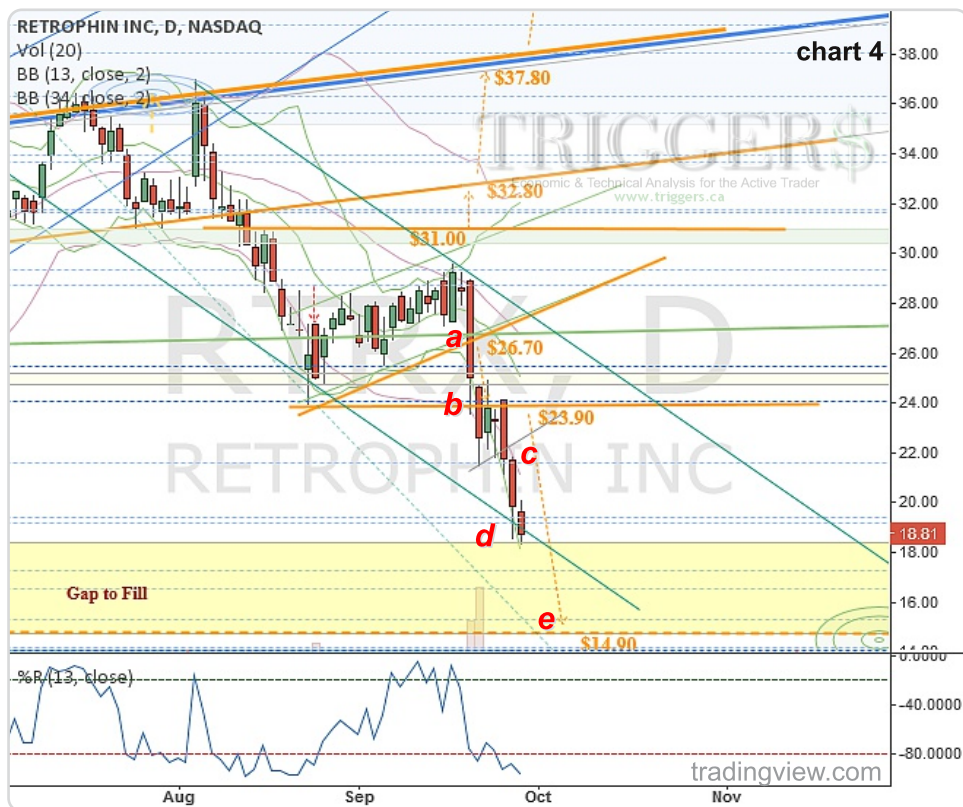 RETROPHIN INC, D, NASDAQ
Vol (20)
BB (13, close, 2)
BB (34, close, 2)
chart 4
38.00
$37.80
36.00
TRIGGER$
34.00
Economic & Technical Analysis for the Active Trader
www.triggers.ca
$32.80
32.00
$31.00
30.00
28.00
RTRX, D
a
$26.70
26.00
b
24.00
$23.90
c
22.00
RETROPHIN INC
20.00
d
18.81
18.00
Gap to Fill
16.00
e
$14.90
14.00
0.0000
%R (13, close)
-40.0000
-80.0000
tradingview.com
Aug Sep Oct Nov